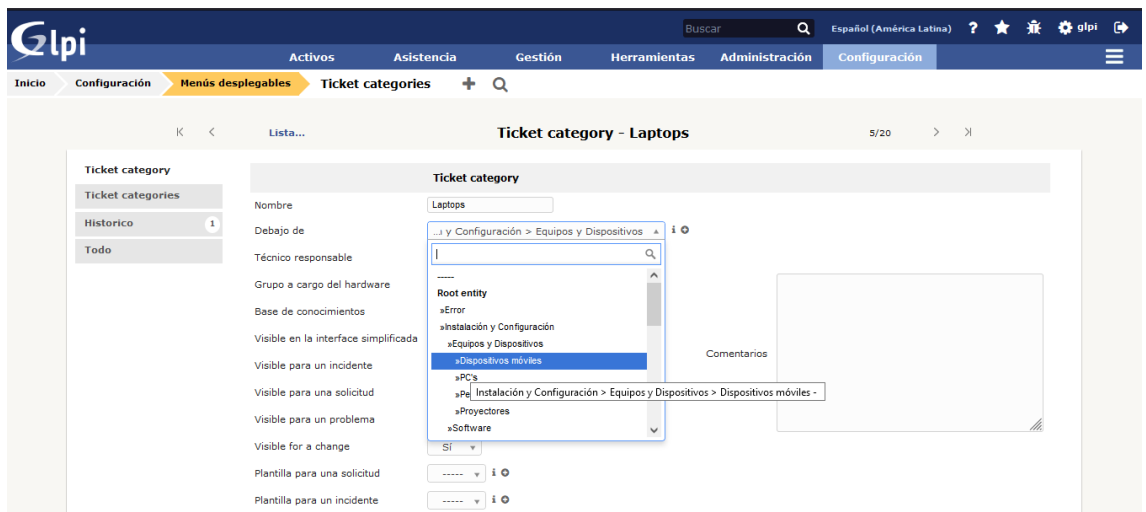 Glpi
Buscar
Español (América Latina) ? glpi
Activos Asistencia Gestión Herramientas Administración Configuración
Inicio Configuración Menús desplegables Ticket categories
Lista... Ticket category - Laptops 5/20
Ticket category
Ticket categories
Historico 1
Todo
Ticket category
Nombre Laptops
Debajo de y Configuración > Equipos y Dispositivos
Técnico responsable
Grupo a cargo del hardware
Base de conocimientos
Visible en la interface simplificada
Visible para un incidente
Visible para una solicitud
Visible para un problema
Visible for a change Sí
Plantilla para una solicitud -----
Plantilla para un incidente -----
-----
Root entity
»Error
»Instalación y Configuración
»Equipos y Dispositivos
»Dispositivos móviles
»PC's
»Pe
Instalación y Configuración > Equipos y Dispositivos > Dispositivos móviles -
»Proyectores
»Software
Comentarios